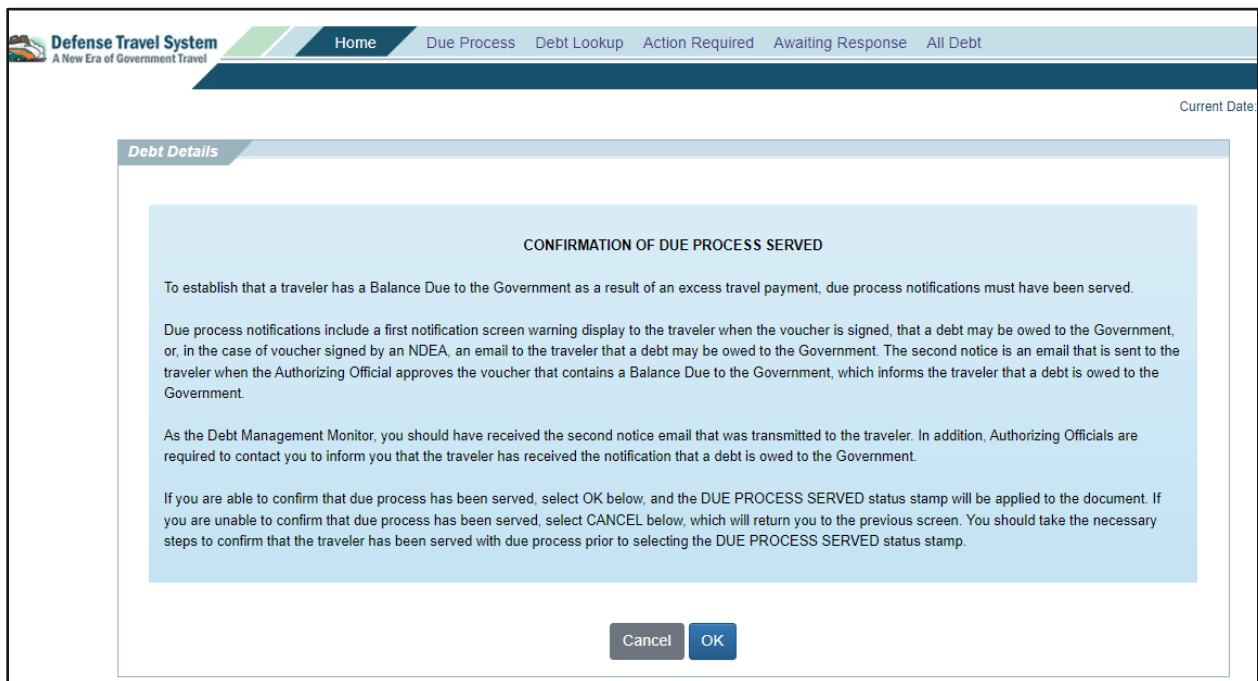 Defense Travel System
A New Era of Government Travel
Home Due Process Debt Lookup Action Required Awaiting Response All Debt
Current Date:
Debt Details
CONFIRMATION OF DUE PROCESS SERVED
To establish that a traveler has a Balance Due to the Government as a result of an excess travel payment, due process notifications must have been served.
Due process notifications include a first notification screen warning display to the traveler when the voucher is signed, that a debt may be owed to the Government,
or, in the case of voucher signed by an NDEA, an email to the traveler that a debt may be owed to the Government. The second notice is an email that is sent to the
traveler when the Authorizing Official approves the voucher that contains a Balance Due to the Government, which informs the traveler that a debt is owed to the
Government.
As the Debt Management Monitor, you should have received the second notice email that was transmitted to the traveler. In addition, Authorizing Officials are
required to contact you to inform you that the traveler has received the notification that a debt is owed to the Government.
If you are able to confirm that due process has been served, select OK below, and the DUE PROCESS SERVED status stamp will be applied to the document. If
you are unable to confirm that due process has been served, select CANCEL below, which will return you to the previous screen. You should take the necessary
steps to confirm that the traveler has been served with due process prior to selecting the DUE PROCESS SERVED status stamp.
Cancel OK